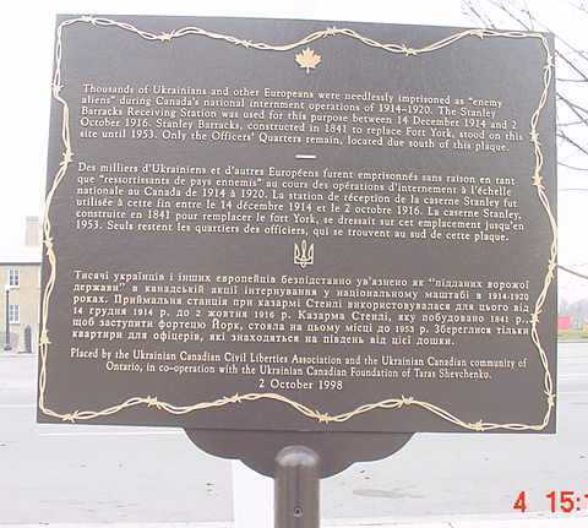 Thousands of Ukrainians and other Europeans were needlessly imprisoned as "enemy
aliens" during Canada's national internment operations of 1914-1920. The Stanley
Barracks Receiving Station was used for this purpose between 14 December 1914 and 2
October 1916. Stanley Barracks, constructed in 1841 to replace Fort York, stood on this
site until 1953. Only the Officers' Quarters remain, located due south of this plaque.
Des milliers d'Ukrainiens et d'autres Européens furent emprisonnés sans raison en tant
que "ressortissants de pays ennemis" au cours des opérations d'internement à l'échelle
nationale au Canada de 1914 à 1920. La station de réception de la caserne Stanley fut
utilisée à cette fin entre le 14 décembre 1914 et le 2 octobre 1916. La caserne Stanley,
construite en 1841 pour remplacer le fort York, se dressait sur cet emplacement jusqu'en
1953. Seuls restent les quartiers des officiers, qui se trouvent au sud de cette plaque.
Тисячі українців і інших европейців безпідставно ув'язнено як "підданих ворожої
держави" в канадській акції інтернування у національному маштабі в 1914-1920
роках. Приймальна станція при казармі Стенлі використовувалася для цього від
14 грудня 1914 р. до 2 жовтня 1916 р. Казарма Стенлі, яку побудовано 1841 р.,
щоб заступити фортецю Йорк, стояла на цьому місці до 1953 р. Збереглися тільки
квартири для офіцерів, які знаходяться на південь від цієї дошки.
Placed by the Ukrainian Canadian Civil Liberties Association and the Ukrainian Canadian community of
Ontario, in co-operation with the Ukrainian Canadian Foundation of Taras Shevchenko.
2 October 1998
4 15:1